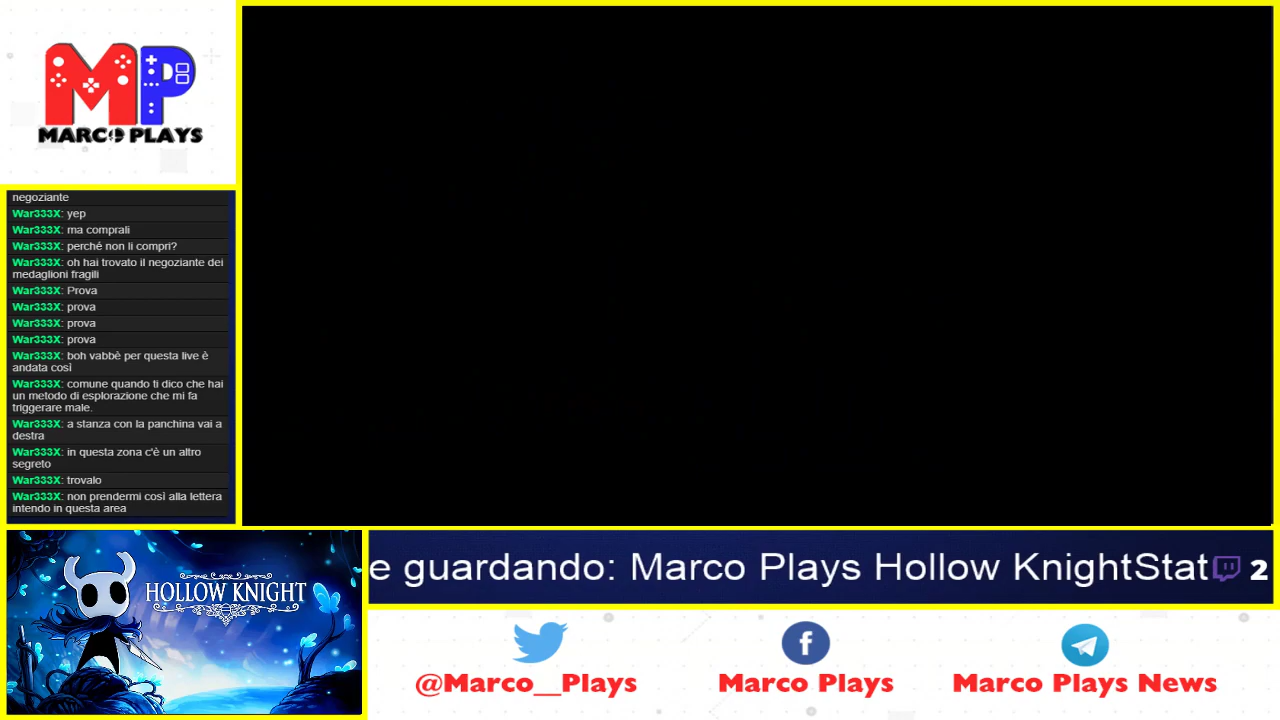 MP
MARCO PLAYS
negoziante
War333X: yep
War333X: ma comprali
War333X: perché non li compri?
War333X: oh hai trovato il negoziante dei
medaglioni fragili
War333X: Prova
War333X: prova
War333X: prova
War333X: prova
War333X: boh vabbè per questa live è
andata così
War333X: comune quando ti dico che hai
un metodo di esplorazione che mi fa
triggerare male.
War333X: a stanza con la panchina vai a
destra
War333X: in questa zona c'è un altro
segreto
War333X: trovalo
War333X: non prendermi così alla lettera
intendo in questa area
HOLLOW KNIGHT
e guardando: Marco Plays Hollow KnightStat 2
@Marco__Plays
Marco Plays
Marco Plays News